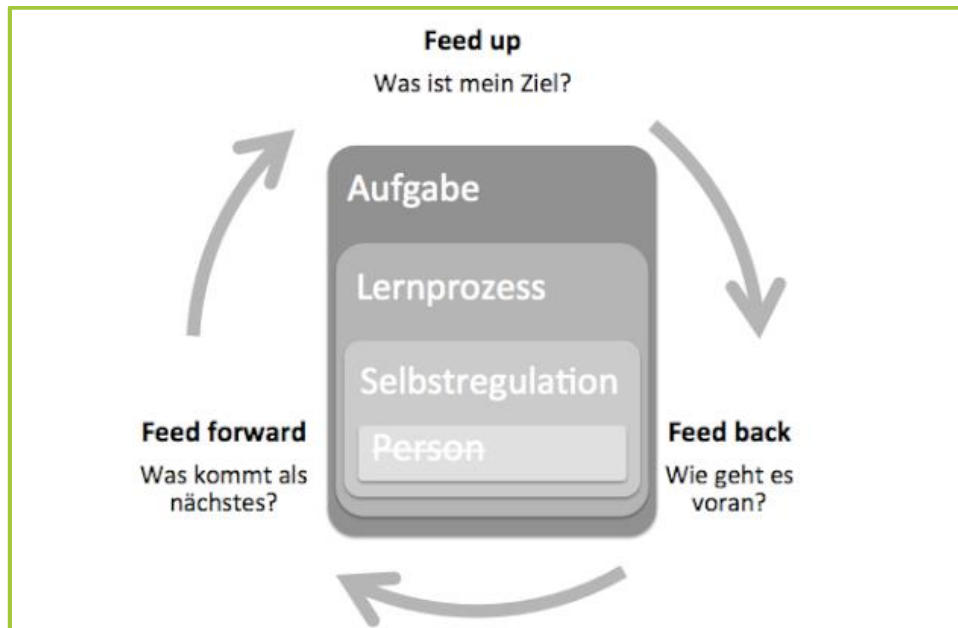 Feed up
Was ist mein Ziel?
Aufgabe
Lernprozess
Selbstregulation
Person
Feed forward
Was kommt als
nächstes?
Feed back
Wie geht es
voran?